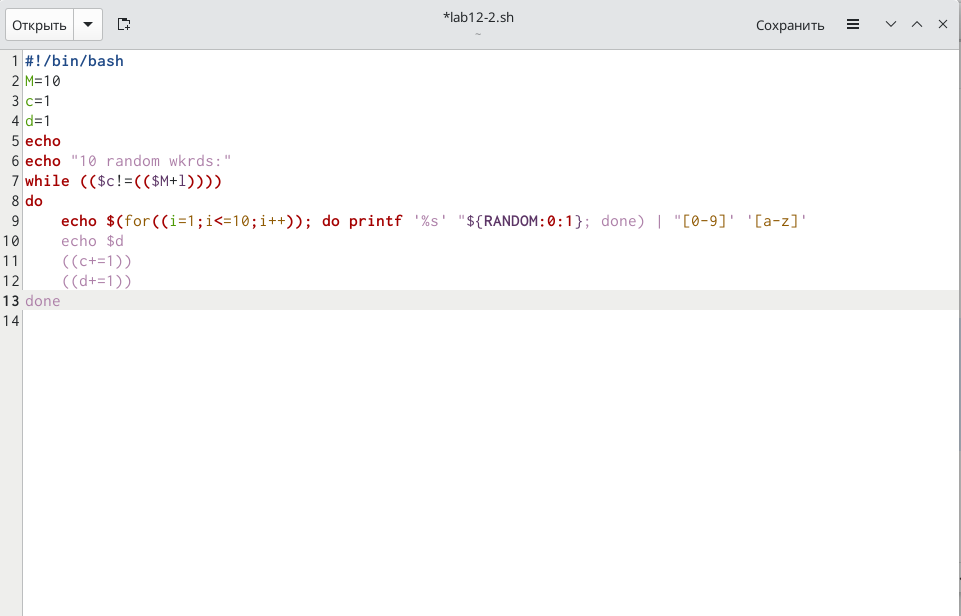 Открыть
*lab12-2.sh
~
Сохранить
1 #!/bin/bash
2 M=10
3 c=1
4 d=1
5 echo
6 echo "10 random wkrds:"
7 while (($c!=(($M+l))))
8 do
9     echo $(for((i=1;i<=10;i++)); do printf '%s' "${RANDOM:0:1}; done) | "[0-9]' '[a-z]'
10     echo $d
11     ((c+=1))
12     ((d+=1))
13 done
14